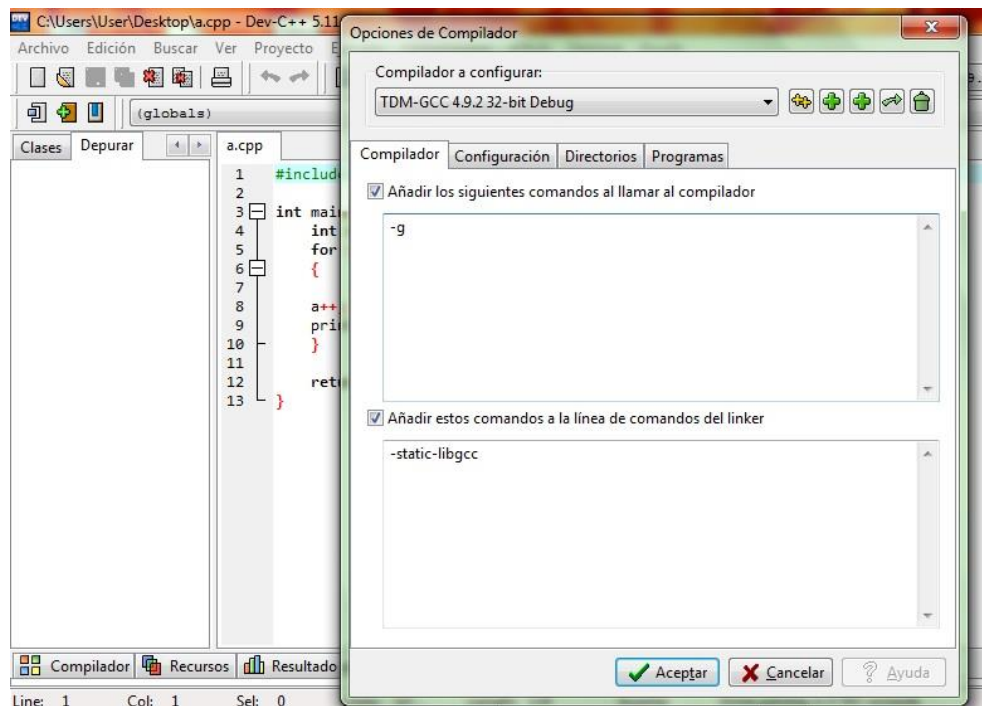 C:\Users\User\Desktop\a.cpp - Dev-C++ 5.11
Archivo Edición Buscar Ver Proyecto
(globals)
Clases Depurar
a.cpp
1 #include
2
3 int main
4 int
5 for
6 {
7
8 a++
9
10 }
11
12
13 }
Compilador Recursos Resultado
Line: 1 Col: 1 Sel: 0
Opciones de Compilador
Compilador a configurar:
TDM-GCC 4.9.2 32-bit Debug
Compilador Configuración Directorios Programas
Añadir los siguientes comandos al llamar al compilador
-g
Añadir estos comandos a la línea de comandos del linker
-static-libgcc
Aceptar Cancelar Ayuda